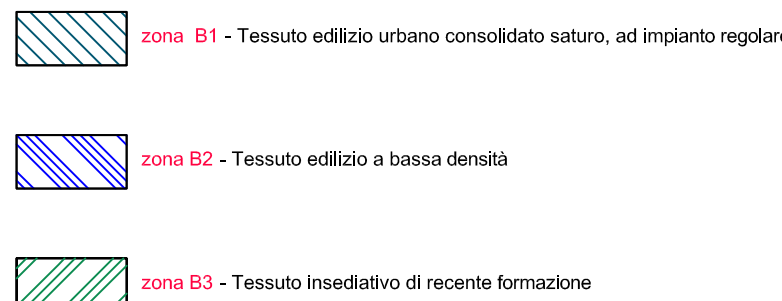 zona B1 - Tessuto edilizio urbano consolidato saturo, ad impianto regolare
zona B2 - Tessuto edilizio a bassa densità
zona B3 - Tessuto insediativo di recente formazione